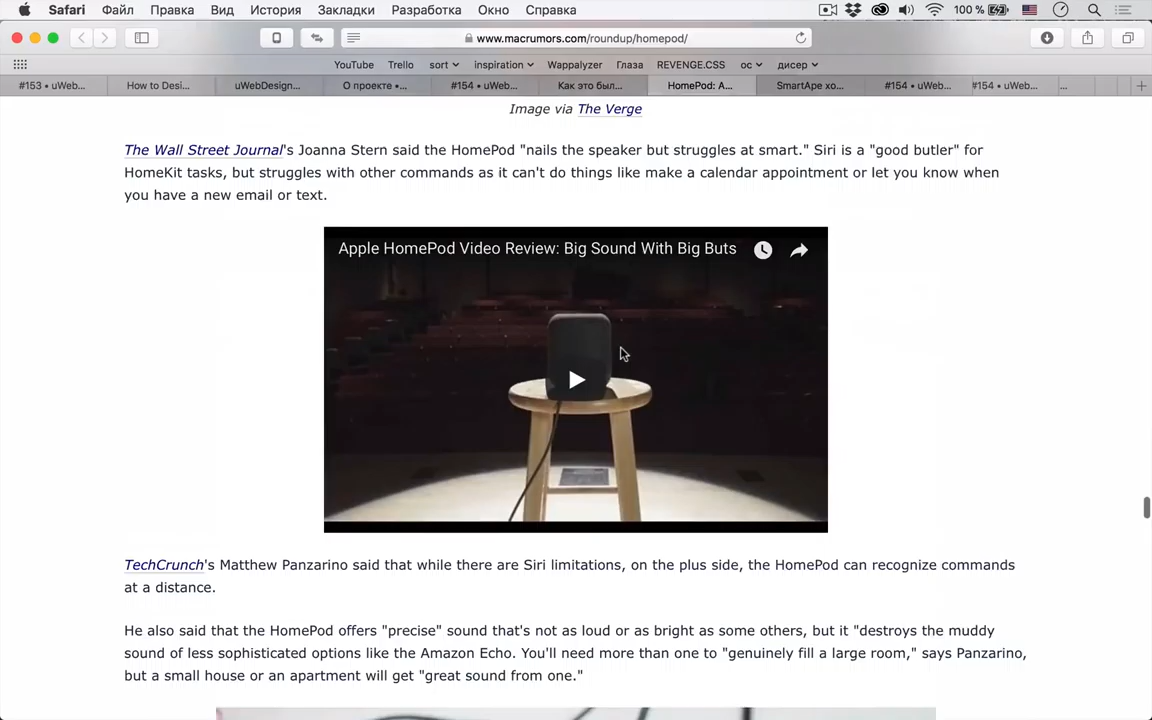 Safari Файл Правка Вид История Закладки Разработка Окно Справка 100 %
www.macrumors.com/roundup/homepod/
YouTube Trello sort inspiration Wappalyzer Глаза REVENGE.CSS ос дисер
#153 • uWeb... How to Desi... uWebDesign... О проекте •... #154 • uWeb... Как это был... HomePod: A... SmartApe хо... #154 • uWeb... #154 • uWeb... ...
Image via The Verge
The Wall Street Journal's Joanna Stern said the HomePod "nails the speaker but struggles at smart." Siri is a "good butler" for
HomeKit tasks, but struggles with other commands as it can't do things like make a calendar appointment or let you know when
you have a new email or text.
Apple HomePod Video Review: Big Sound With Big Buts
TechCrunch's Matthew Panzarino said that while there are Siri limitations, on the plus side, the HomePod can recognize commands
at a distance.
He also said that the HomePod offers "precise" sound that's not as loud or as bright as some others, but it "destroys the muddy
sound of less sophisticated options like the Amazon Echo. You'll need more than one to "genuinely fill a large room," says Panzarino,
but a small house or an apartment will get "great sound from one."